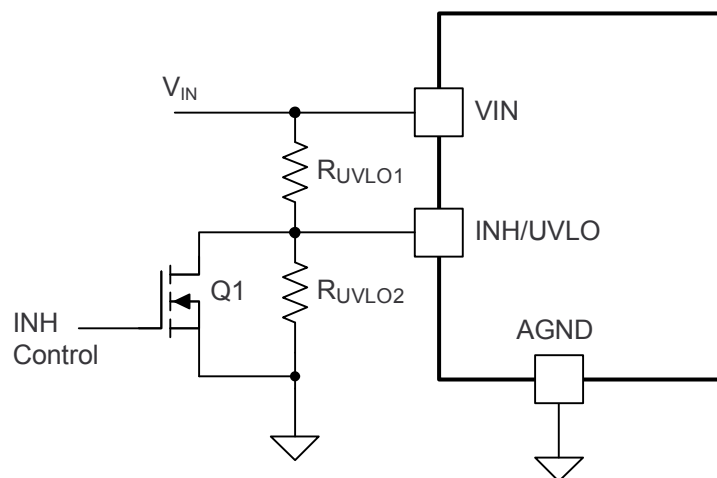 VIN
VIN
RUVLO1
INH/UVLO
Q1
RUVLO2
INH
Control
AGND